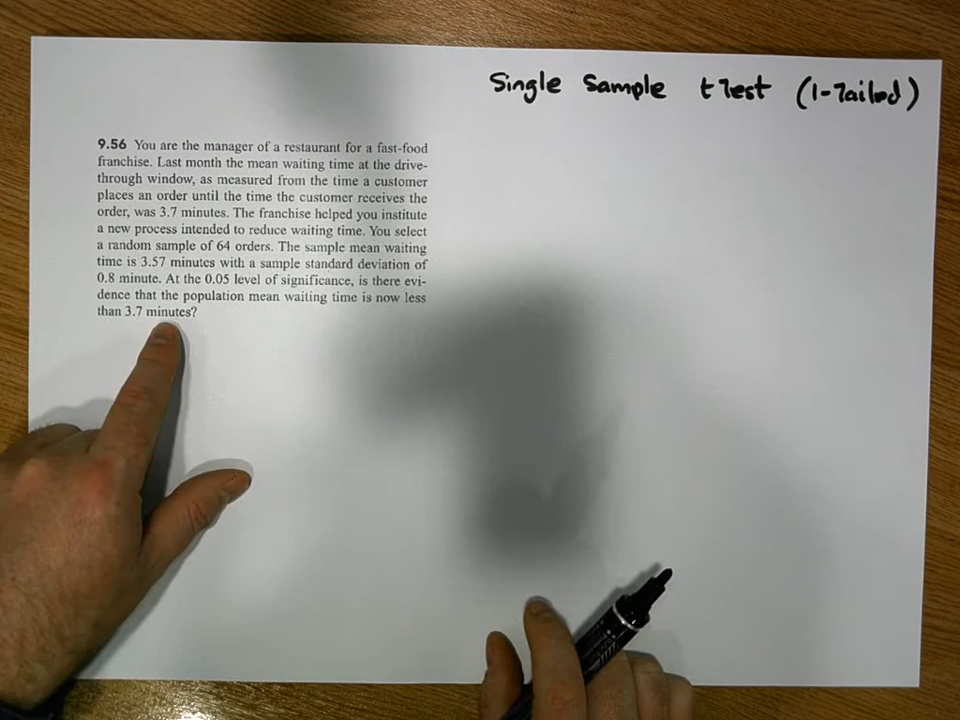 Single Sample t Test (1-Tailed)
9.56 You are the manager of a restaurant for a fast-food
franchise. Last month the mean waiting time at the drive-
through window, as measured from the time a customer
places an order until the time the customer receives the
order, was 3.7 minutes. The franchise helped you institute
a new process intended to reduce waiting time. You select
a random sample of 64 orders. The sample mean waiting
time is 3.57 minutes with a sample standard deviation of
0.8 minute. At the 0.05 level of significance, is there evi-
dence that the population mean waiting time is now less
than 3.7 minutes?